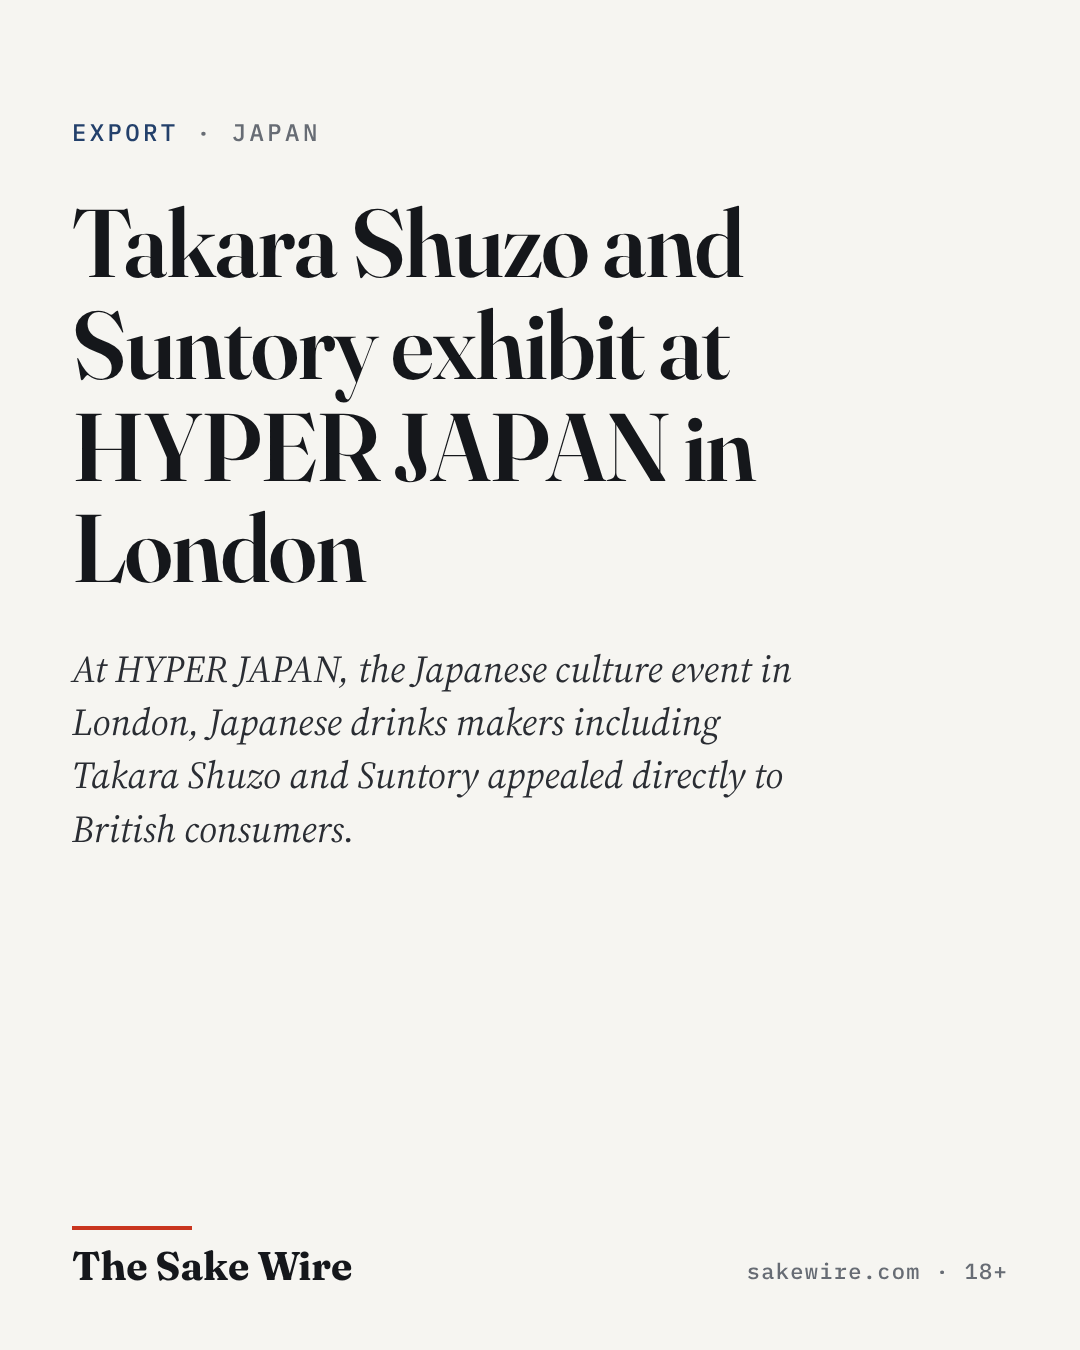 EXPORT · JAPAN
Takara Shuzo and
Suntory exhibit at
HYPER JAPAN in
London
At HYPER JAPAN, the Japanese culture event in
London, Japanese drinks makers including
Takara Shuzo and Suntory appealed directly to
British consumers.
The Sake Wire
sakewire.com · 18+